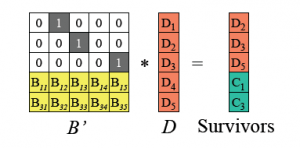 0 1 0 0 0 D₁ D₂
0 0 1 0 0 D₂ D₃
0 0 0 0 1 * D₃ = D₅
B₁₁ B₁₂ B₁₃ B₁₄ B₁₅ D₄ C₁
B₃₁ B₃₂ B₃₃ B₃₄ B₃₅ D₅ C₃
B’ D Survivors